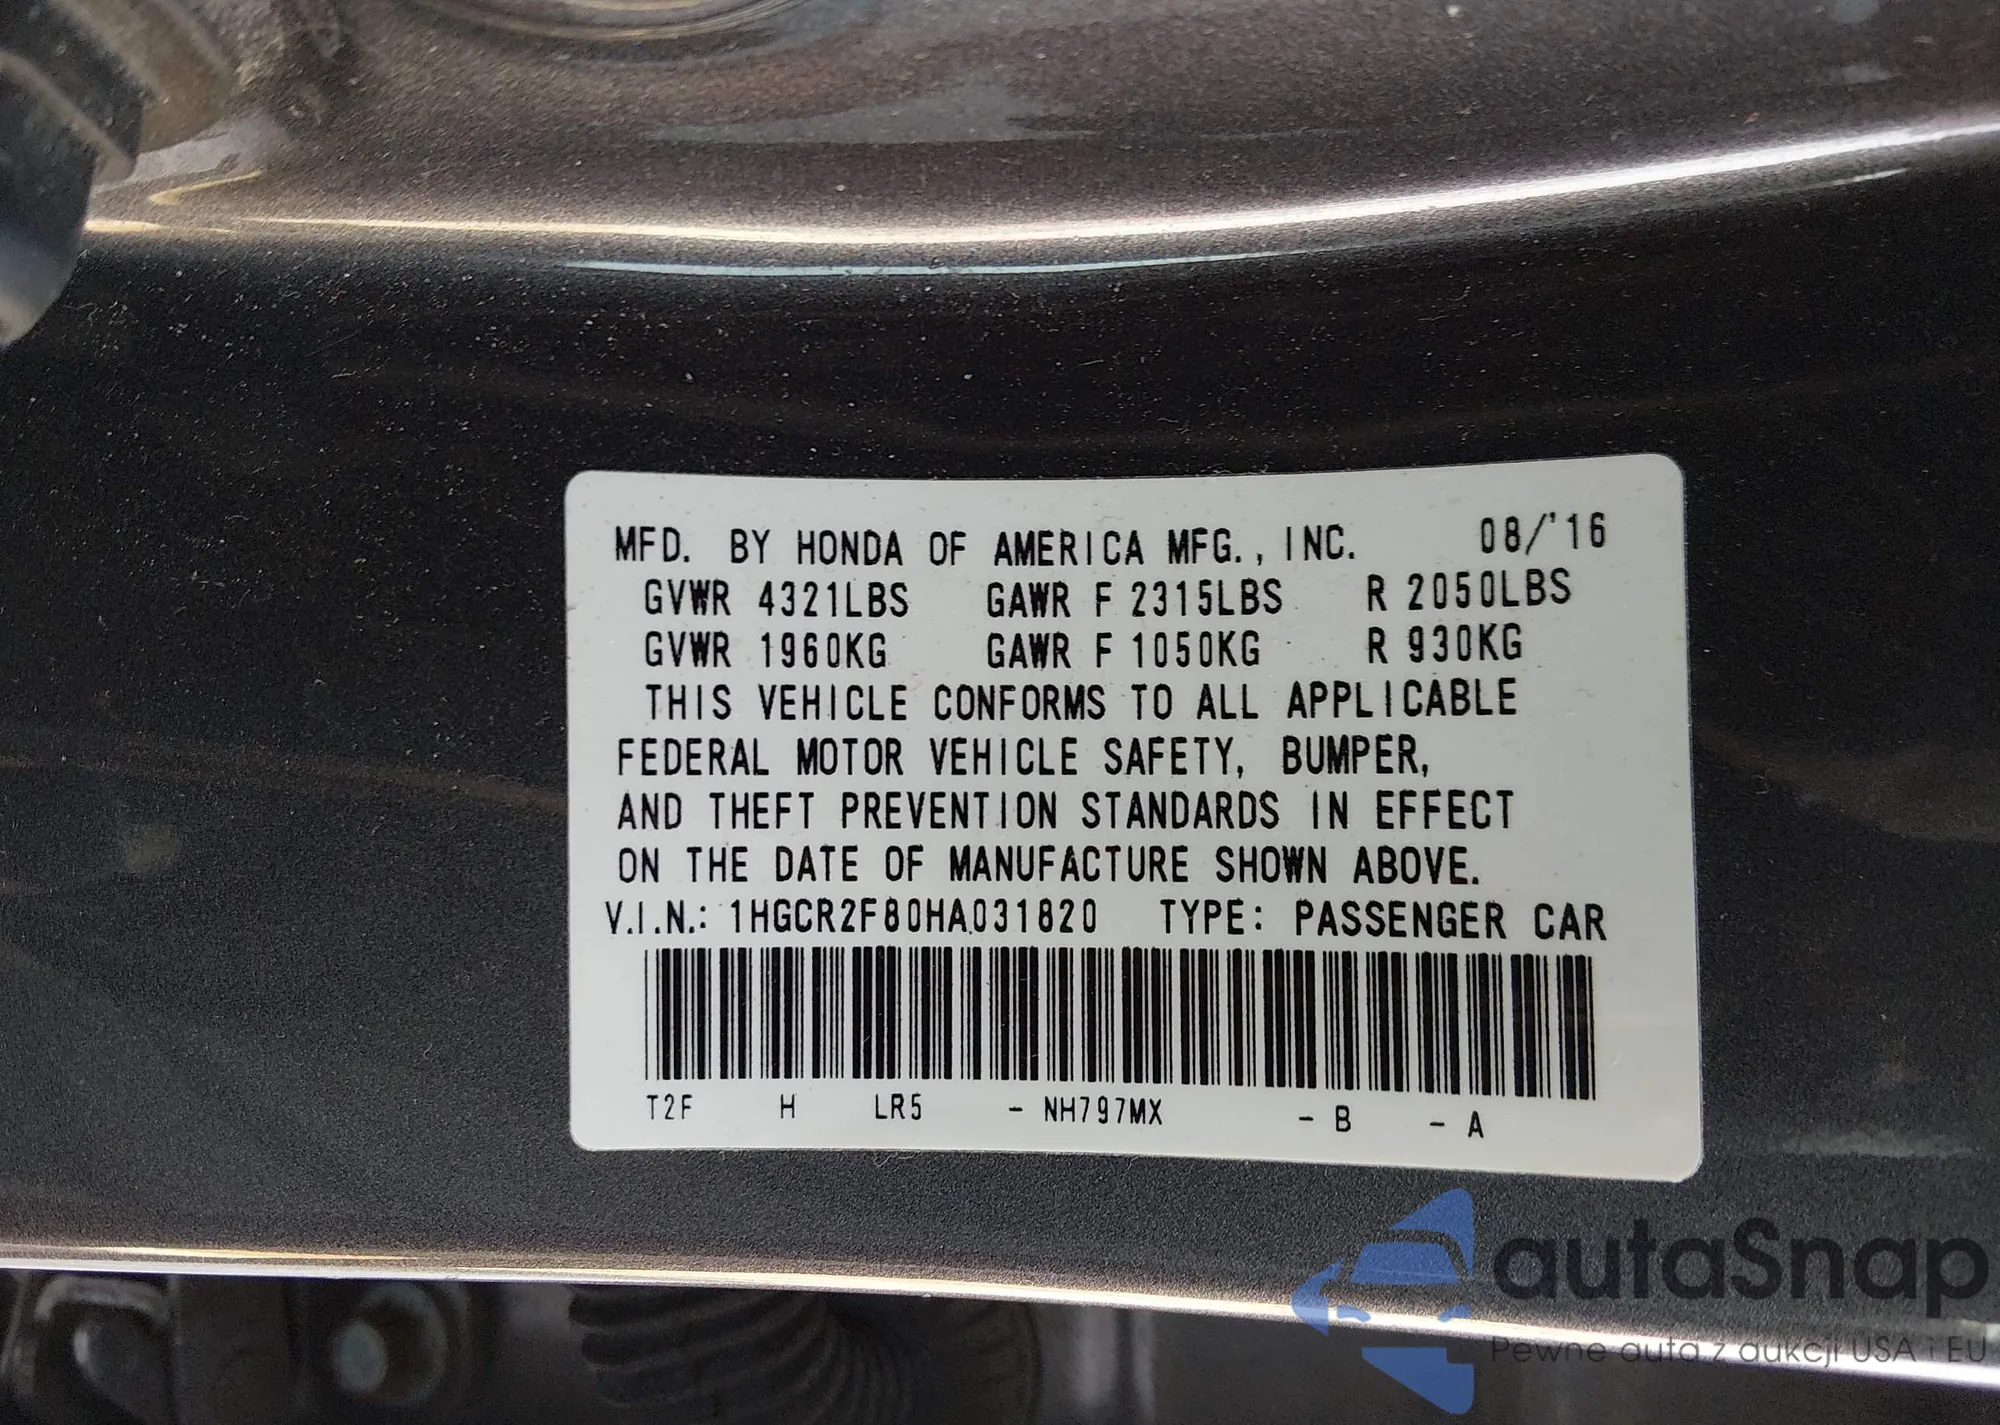 MFD. BY HONDA OF AMERICA MFG., INC. 08/'16
GVWR 4321LBS GAWR F 2315LBS R 2050LBS
GVWR 1960KG GAWR F 1050KG R 930KG
THIS VEHICLE CONFORMS TO ALL APPLICABLE
FEDERAL MOTOR VEHICLE SAFETY, BUMPER,
AND THEFT PREVENTION STANDARDS IN EFFECT
ON THE DATE OF MANUFACTURE SHOWN ABOVE.
V.I.N.: 1HGCR2F80HA031820 TYPE: PASSENGER CAR
T2F H LR5 - NH797MX - B - A
autaSnap
Pewne auta z aukcji USA i EU